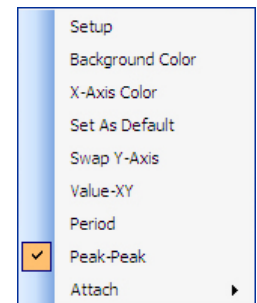 Setup
Background Color
X-Axis Color
Set As Default
Swap Y-Axis
Value-XY
Period
Peak-Peak
Attach